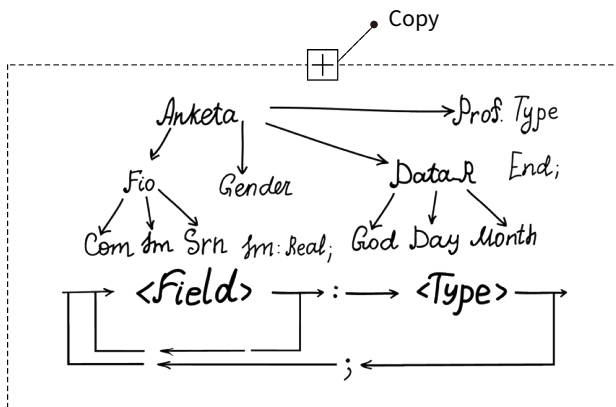 Copy
Anketa Prof. Type
Fio Gender Data_R End;
Com Im Srn Im: Real; God Day Month
<Field> : <Type>
;